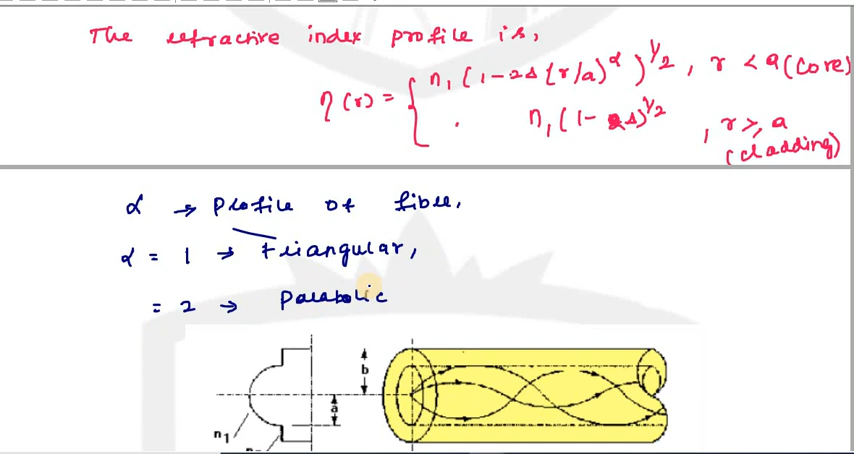 The refractive index profile is,
η(r) = { n₁ (1 - 2Δ (r/a)^α)^1/2, r < a (core)
n₁ (1 - 2Δ)^1/2, r ≥ a
(cladding)
α → Profile of fibre,
α = 1 → triangular,
= 2 → Parabolic
b
a
n₁